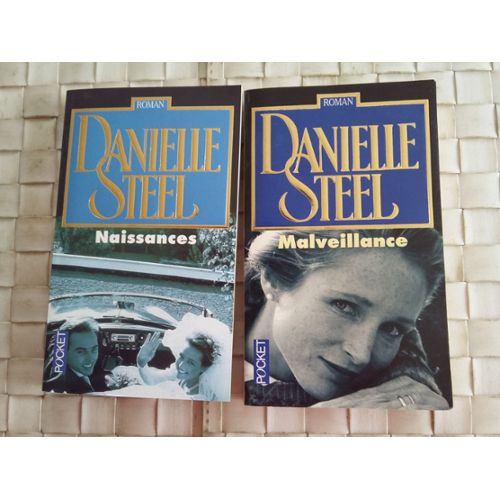 ROMAN
DANIELLE
STEEL
Naissances
POCKET
ROMAN
DANIELLE
STEEL
Malveillance
POCKET